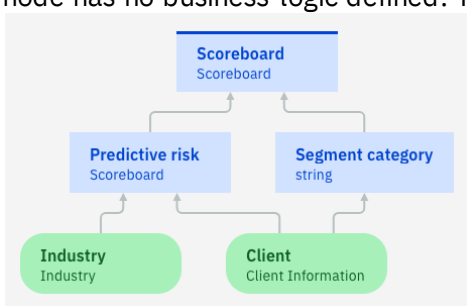 node has no business logic defined?
Scoreboard
Scoreboard
Predictive risk
Scoreboard
Segment category
string
Industry
Industry
Client
Client Information